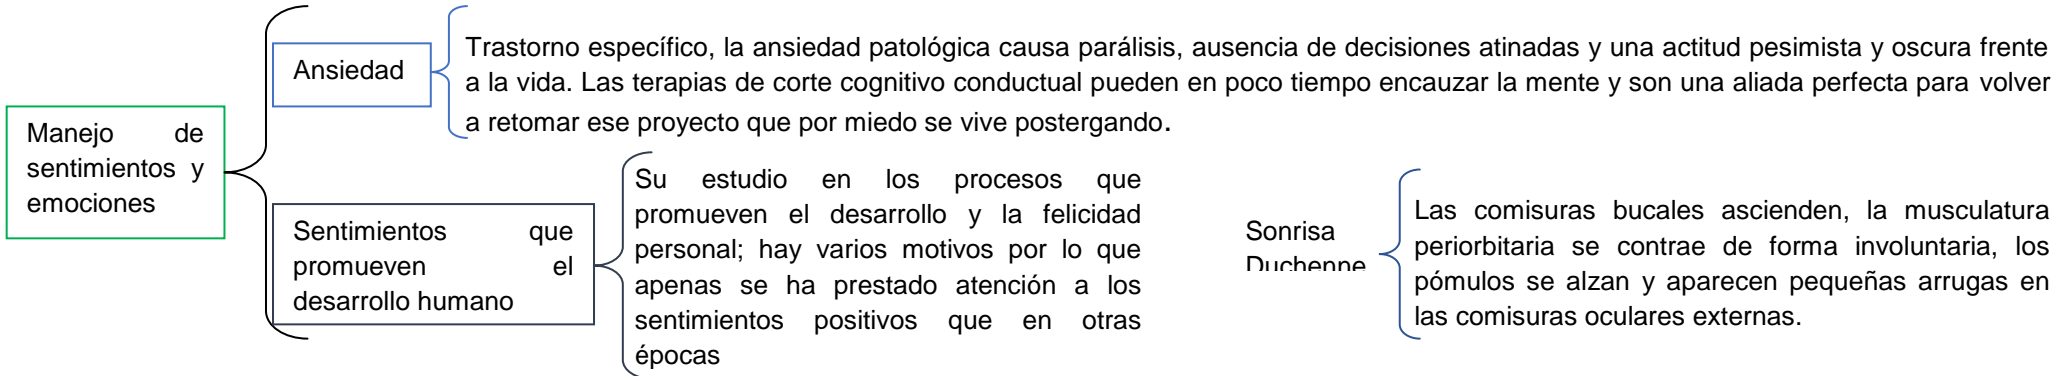 Manejo de
sentimientos y
emociones
Ansiedad
Trastorno específico, la ansiedad patológica causa parálisis, ausencia de decisiones atinadas y una actitud pesimista y oscura frente
a la vida. Las terapias de corte cognitivo conductual pueden en poco tiempo encauzar la mente y son una aliada perfecta para volver
a retomar ese proyecto que por miedo se vive postergando.
Sentimientos que
promueven el
desarrollo humano
Su estudio en los procesos que
promueven el desarrollo y la felicidad
personal; hay varios motivos por lo que
apenas se ha prestado atención a los
sentimientos positivos que en otras
épocas
Sonrisa
Duchenne
Las comisuras bucales ascienden, la musculatura
periorbitaria se contrae de forma involuntaria, los
pómulos se alzan y aparecen pequeñas arrugas en
las comisuras oculares externas.